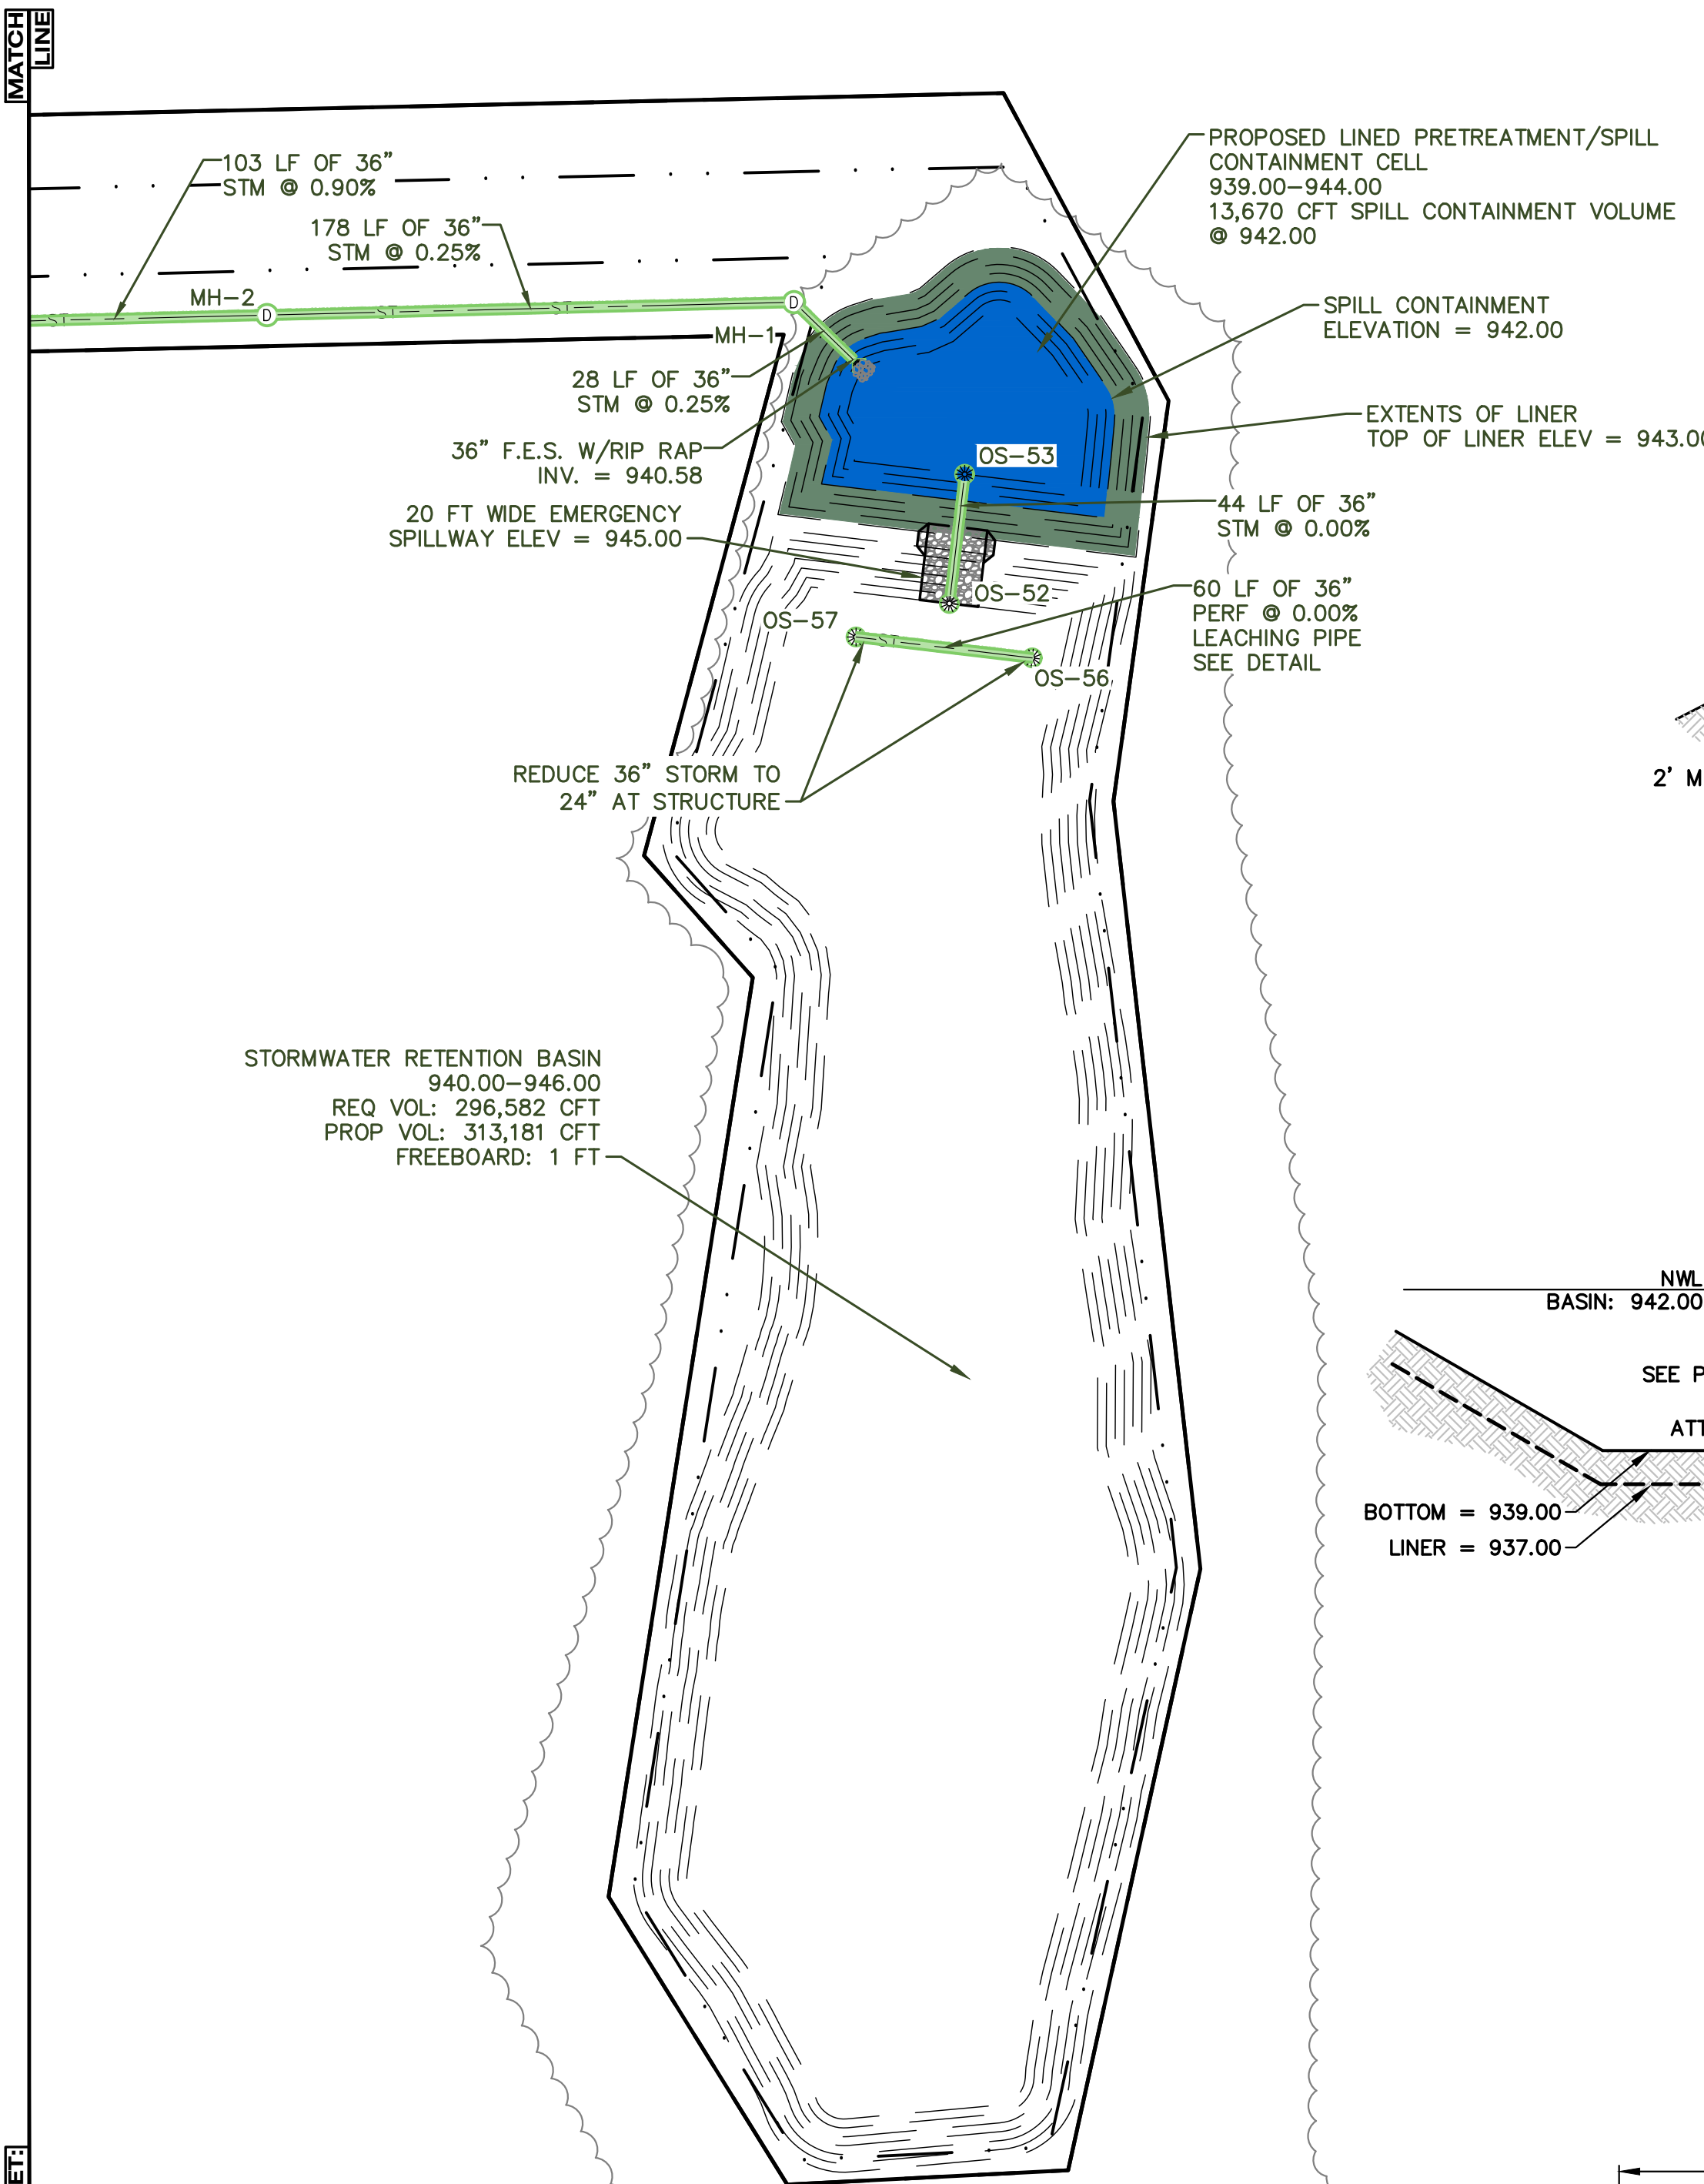 MATCH
LINE
103 LF OF 36"
STM @ 0.90%
178 LF OF 36"
STM @ 0.25%
MH-2
ST
ST
ST
D
D
MH-1
PROPOSED LINED PRETREATMENT/SPILL
CONTAINMENT CELL
939.00-944.00
13,670 CFT SPILL CONTAINMENT VOLUME
@ 942.00
SPILL CONTAINMENT
ELEVATION = 942.00
28 LF OF 36"
STM @ 0.25%
EXTENTS OF LINER
TOP OF LINER ELEV = 943.00
36" F.E.S. W/RIP RAP
INV. = 940.58
OS-53
44 LF OF 36"
STM @ 0.00%
20 FT WIDE EMERGENCY
SPILLWAY ELEV = 945.00
OS-52
60 LF OF 36"
PERF @ 0.00%
LEACHING PIPE
SEE DETAIL
OS-57
ST
OS-56
REDUCE 36" STORM TO
24" AT STRUCTURE
2' M
STORMWATER RETENTION BASIN
940.00-946.00
REQ VOL: 296,582 CFT
PROP VOL: 313,181 CFT
FREEBOARD: 1 FT
NWL
BASIN: 942.00
SEE P
ATT
BOTTOM = 939.00
LINER = 937.00
ET: